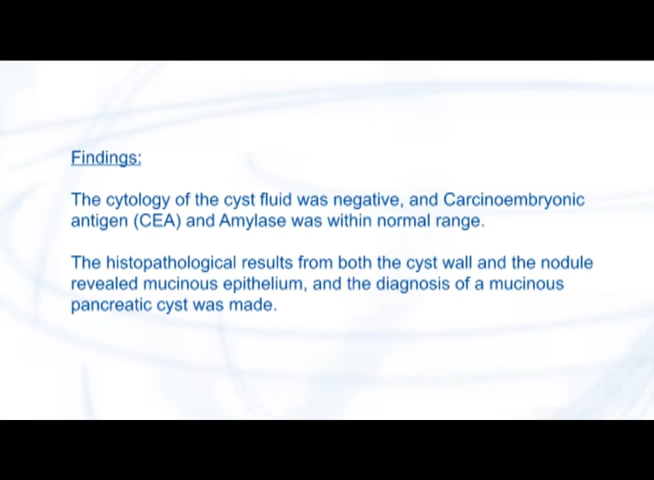 Findings:
The cytology of the cyst fluid was negative, and Carcinoembryonic
antigen (CEA) and Amylase was within normal range.
The histopathological results from both the cyst wall and the nodule
revealed mucinous epithelium, and the diagnosis of a mucinous
pancreatic cyst was made.